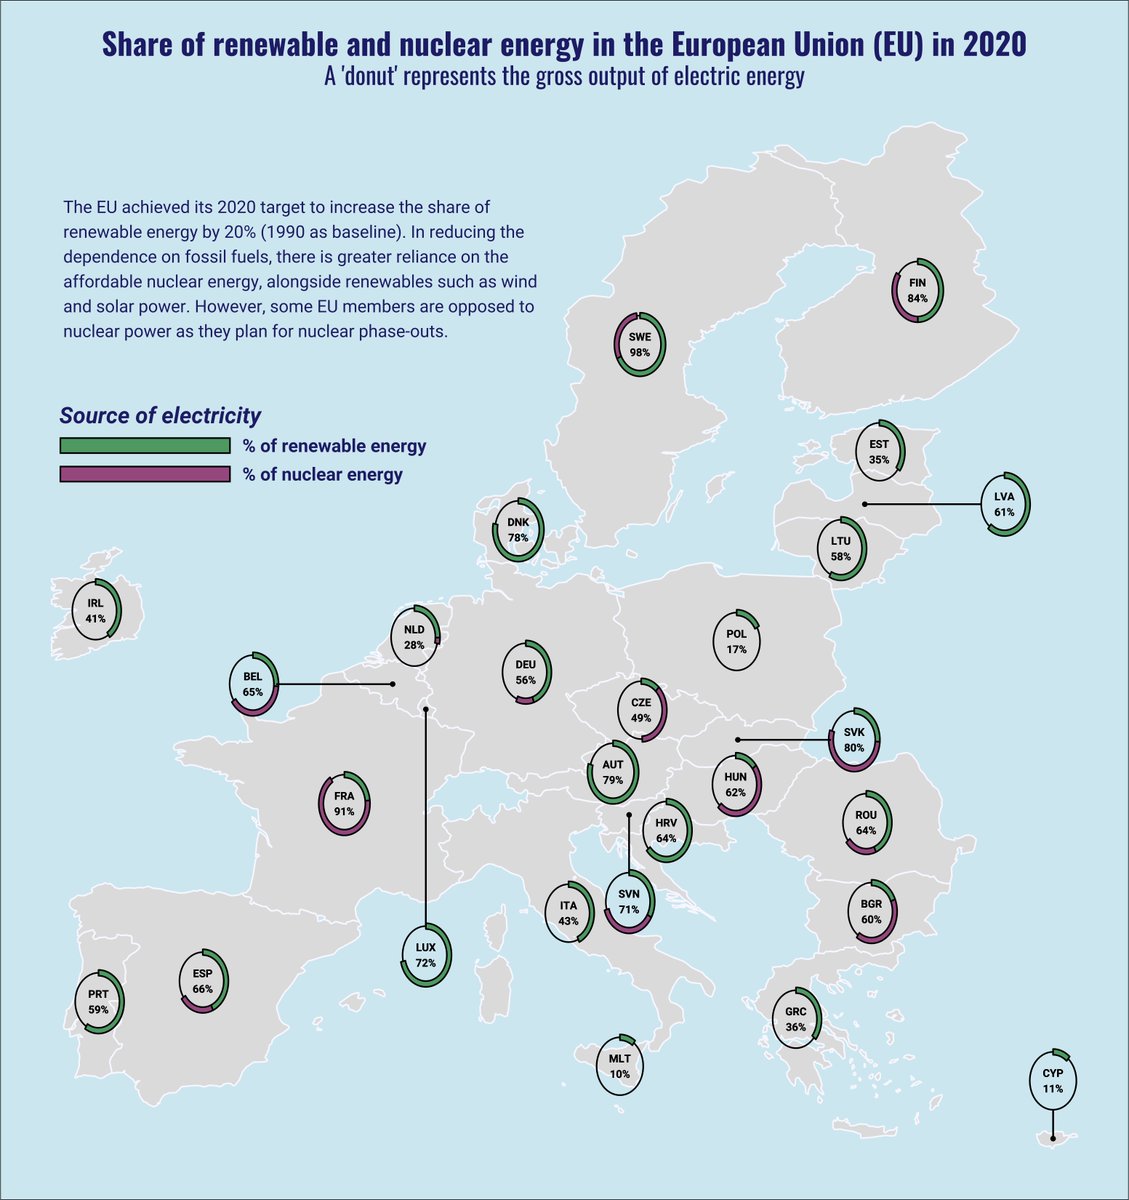 Share of renewable and nuclear energy in the European Union (EU) in 2020
A 'donut' represents the gross output of electric energy
The EU achieved its 2020 target to increase the share of
renewable energy by 20% (1990 as baseline). In reducing the
dependence on fossil fuels, there is greater reliance on the
affordable nuclear energy, alongside renewables such as wind
and solar power. However, some EU members are opposed to
nuclear power as they plan for nuclear phase-outs.
Source of electricity
% of renewable energy
% of nuclear energy
FIN
84%
SWE
98%
EST
35%
LVA
61%
DNK
78%
LTU
58%
IRL
41%
NLD
28%
POL
17%
BEL
65%
DEU
56%
CZE
49%
SVK
80%
AUT
79%
HUN
62%
FRA
91%
HRV
64%
ROU
64%
SVN
71%
ITA
43%
BGR
60%
LUX
72%
ESP
66%
PRT
59%
GRC
36%
MLT
10%
CYP
11%